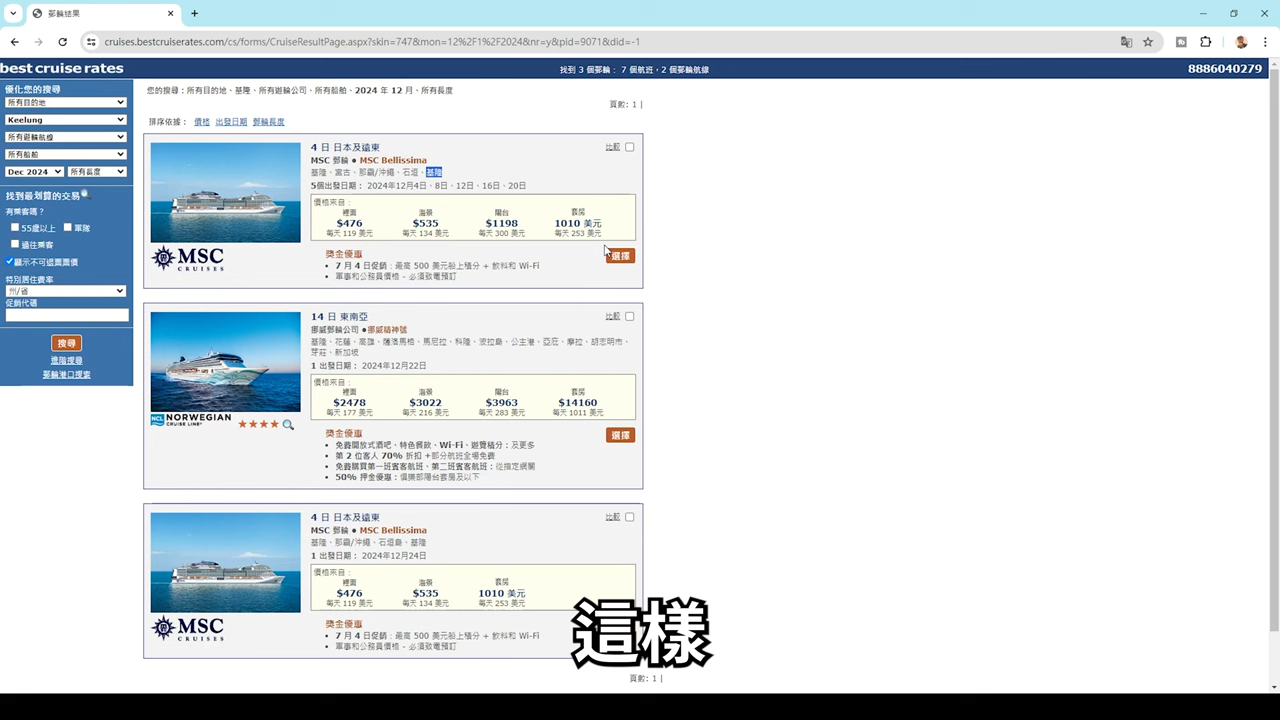 郵輪結果
cruises.bestcruiserates.com/cs/forms/CruiseResultPage.aspx?skin=747&mon=12%2F1%2F2024&nr=y&pid=9071&did=-1
best cruise rates
找到 3 個郵輪： 7 個航班，2 個郵輪航線
8886040279
優化您的搜尋
所有目的地
Keelung
所有遊輪航線
所有船舶
Dec 2024
所有長度
找到最划算的交易
有乘客嗎？
55歲以上
軍隊
過往乘客
顯示不可退票票價
特別居住費率
州/省
促銷代碼
搜尋
進階搜尋
郵輪港口搜索
您的搜尋：所有目的地、基隆、所有遊輪公司、所有船舶、2024 年 12 月、所有長度
頁數: 1 |
排序依據： 價格 出發日期 郵輪長度
4 日 日本及遠東
比較
MSC 郵輪 ● MSC Bellissima
基隆、宮古、那霸/沖繩、石垣、基隆
5個出發日期： 2024年12月4日、8日、12日、16日、20日
價格來自：
裡面 海景 陽台 套房
$476 $535 $1198 1010 美元
每天 119 美元 每天 134 美元 每天 300 美元 每天 253 美元
MSC
CRUISES
獎金優惠
選擇
7 月 4 日促銷：最高 500 美元船上積分 + 飲料和 Wi-Fi
軍事和公務員價格 - 必須致電預訂
14 日 東南亞
比較
挪威郵輪公司 ●挪威精神號
基隆、花蓮、高雄、薩洛馬格、馬尼拉、科隆、波拉島、公主港、亞庇、摩拉、胡志明市、
芽莊、新加坡
1 出發日期： 2024年12月22日
價格來自：
裡面 海景 陽台 套房
$2478 $3022 $3963 $14160
每天 177 美元 每天 216 美元 每天 283 美元 每天 1011 美元
NCL NORWEGIAN
CRUISE LINE
獎金優惠
選擇
免費開放式酒吧、特色餐飲、Wi-Fi、遊覽積分：及更多
第 2 位客人 70% 折扣 +部分航班全場免費
免費購買第一班賓客航班、第二班賓客航班：從指定網關
50% 押金優惠：俱樂部陽台套房及以下
4 日 日本及遠東
比較
MSC 郵輪 ● MSC Bellissima
基隆、那霸/沖繩、石垣島、基隆
1 出發日期： 2024年12月24日
價格來自：
裡面 海景 套房
$476 $535 1010 美元
每天 119 美元 每天 134 美元 每天 253 美元
MSC
CRUISES
獎金優惠
7 月 4 日促銷：最高 500 美元船上積分 + 飲料和 Wi-Fi
軍事和公務員價格 - 必須致電預訂
這樣
頁數: 1 |